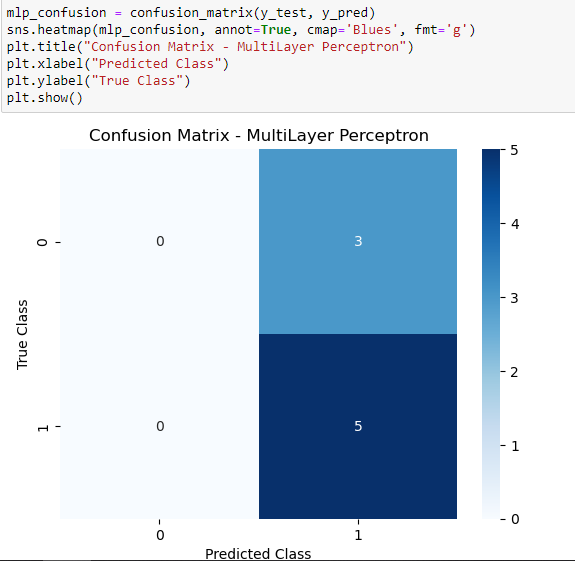 mlp_confusion = confusion_matrix(y_test, y_pred)
sns.heatmap(mlp_confusion, annot=True, cmap='Blues', fmt='g')
plt.title("Confusion Matrix - MultiLayer Perceptron")
plt.xlabel("Predicted Class")
plt.ylabel("True Class")
plt.show()
Confusion Matrix - MultiLayer Perceptron
True Class
0
0
3
1
0
5
0
1
Predicted Class
5
4
3
2
1
0